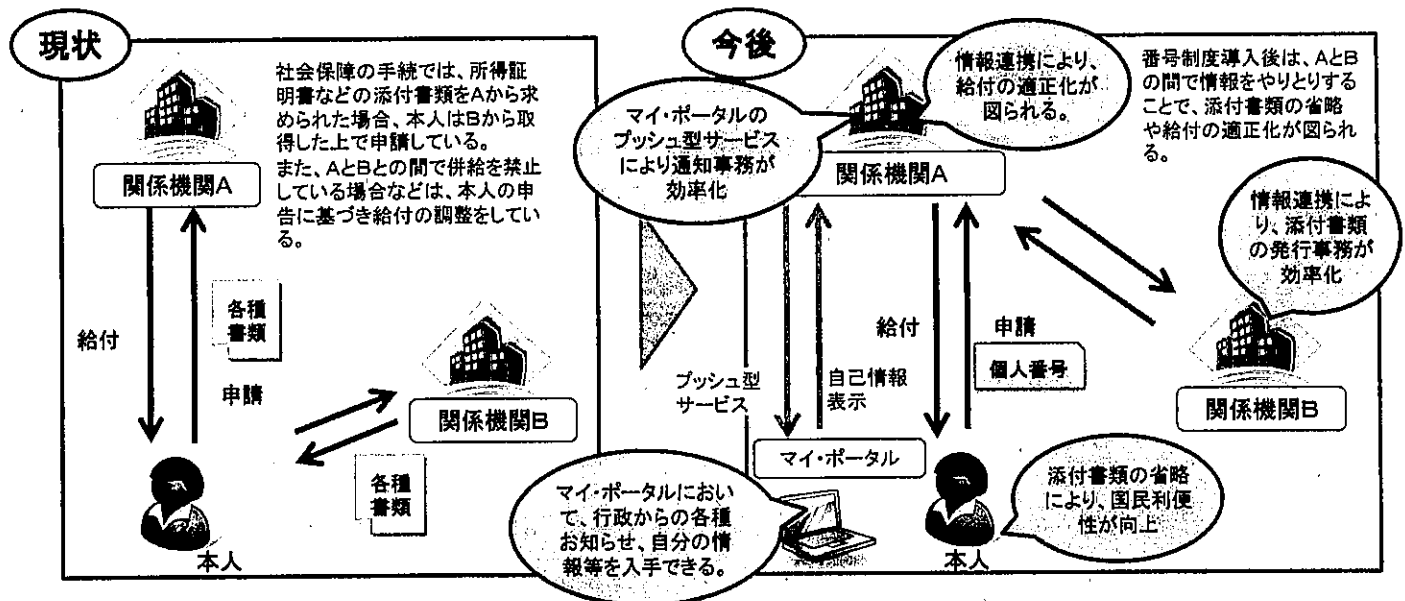 現状
社会保障の手続では、所得証
明書などの添付書類をAから求
められた場合、本人はBから取
得した上で申請している。
また、AとBとの間で併給を禁止
している場合などは、本人の申
告に基づき給付の調整をしてい
る。
関係機関A
給付
各種
書類
申請
関係機関B
各種
書類
本人
今後
情報連携により、
給付の適正化が
図られる。
番号制度導入後は、AとB
の間で情報をやりとりする
ことで、添付書類の省略
や給付の適正化が図られ
る。
マイ・ポータルの
プッシュ型サービス
により通知事務が
効率化
関係機関A
情報連携によ
り、添付書類
の発行事務が
効率化
プッシュ型
サービス
自己情報
表示
給付
申請
個人番号
関係機関B
マイ・ポータル
マイ・ポータルにおい
て、行政からの各種
お知らせ、自分の情
報等を入手できる。
添付書類の省略
により、国民利便
性が向上
本人